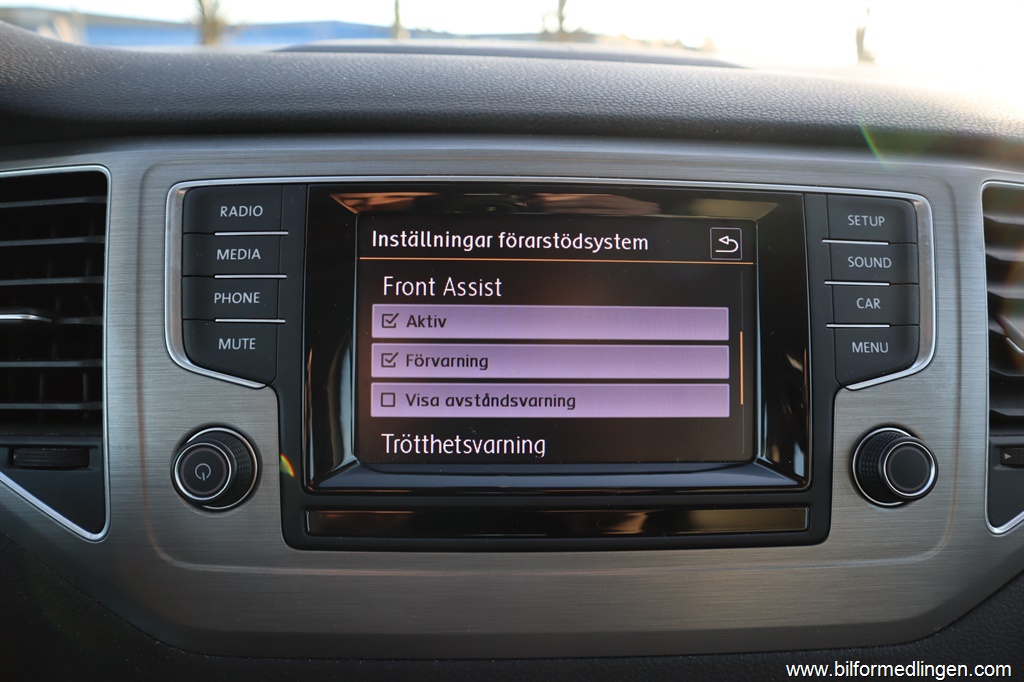 RADIO
MEDIA
PHONE
MUTE
Inställningar förarstödsystem
Front Assist
Aktiv
Förvarning
Visa avståndsvarning
Trötthetsvarning
SETUP
SOUND
CAR
MENU
www.bilformedlingen.com